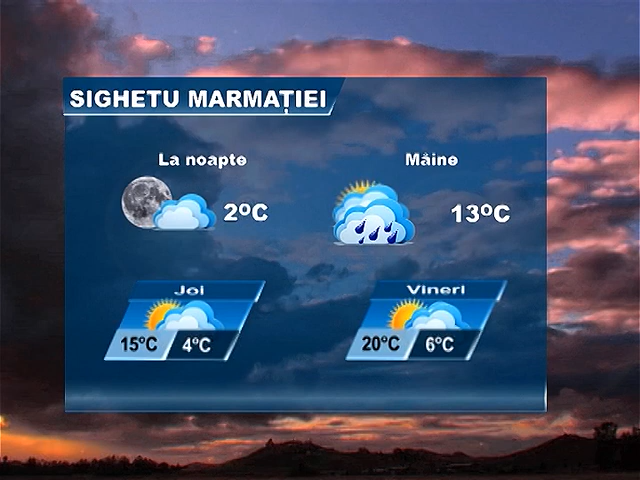 SIGHETU MARMAȚIEI
La noapte
Mâine
2ºC
13ºC
Joi
Vineri
15ºC 4ºC
20ºC 6ºC